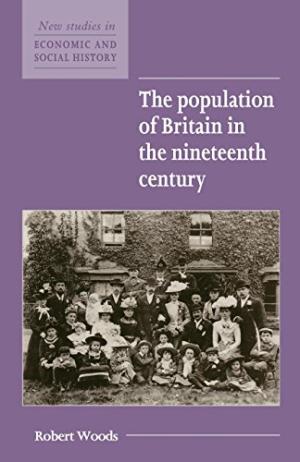 New studies in
ECONOMIC AND
SOCIAL HISTORY
The population
of Britain in
the nineteenth
century
Robert Woods